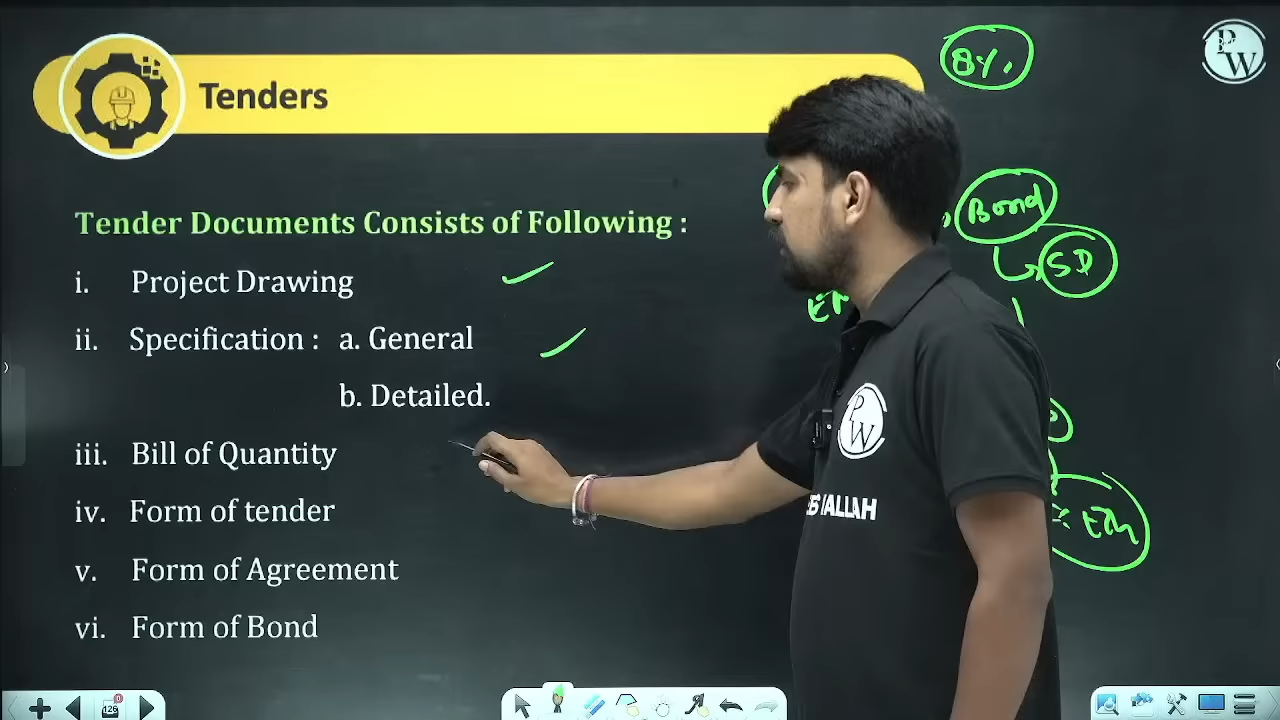 Tenders
8%.
PW
Tender Documents Consists of Following :
Bond
SD
i. Project Drawing
ii. Specification : a. General
b. Detailed.
iii. Bill of Quantity
iv. Form of tender
v. Form of Agreement
vi. Form of Bond
PW
WALLAH
128